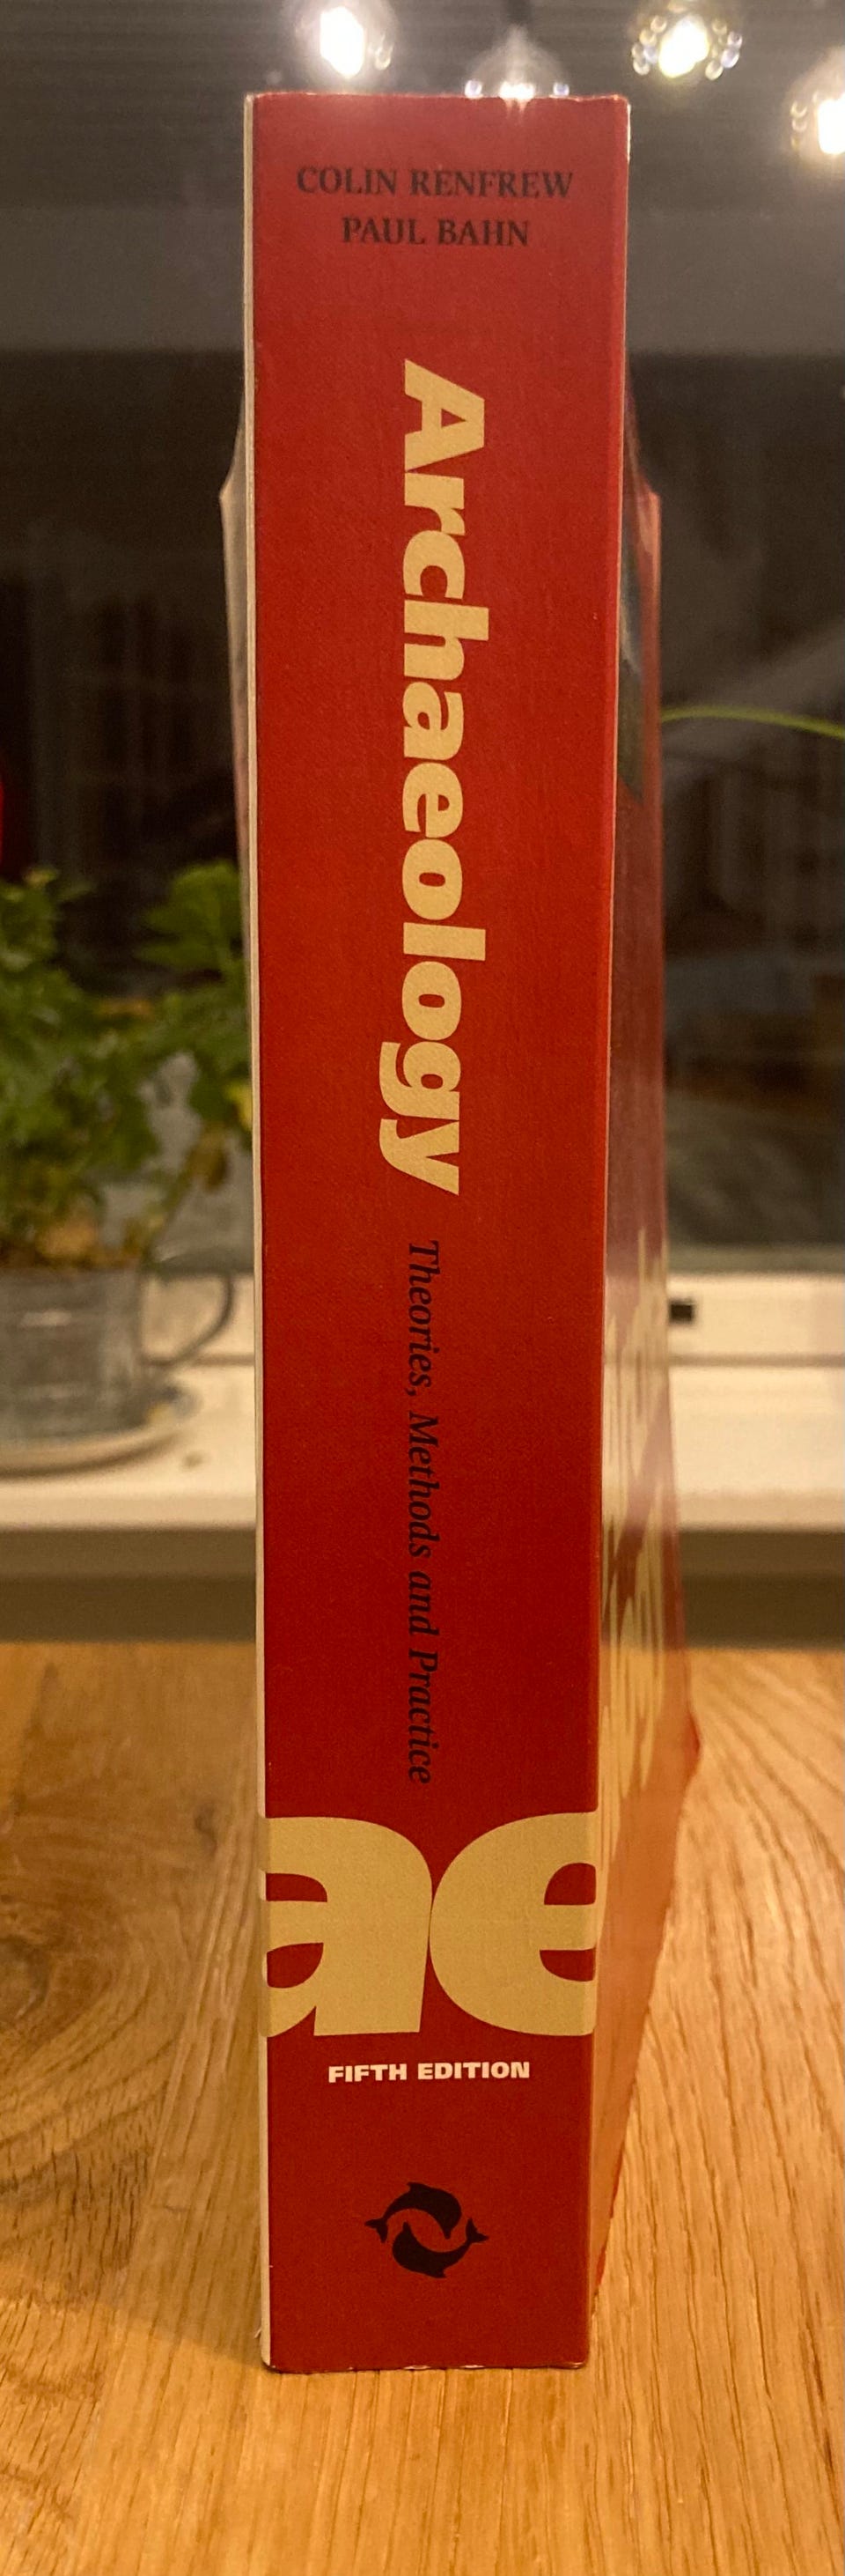 COLIN RENFREW
PAUL BAHN
Archaeology
Theories, Methods and Practice
ae
FIFTH EDITION